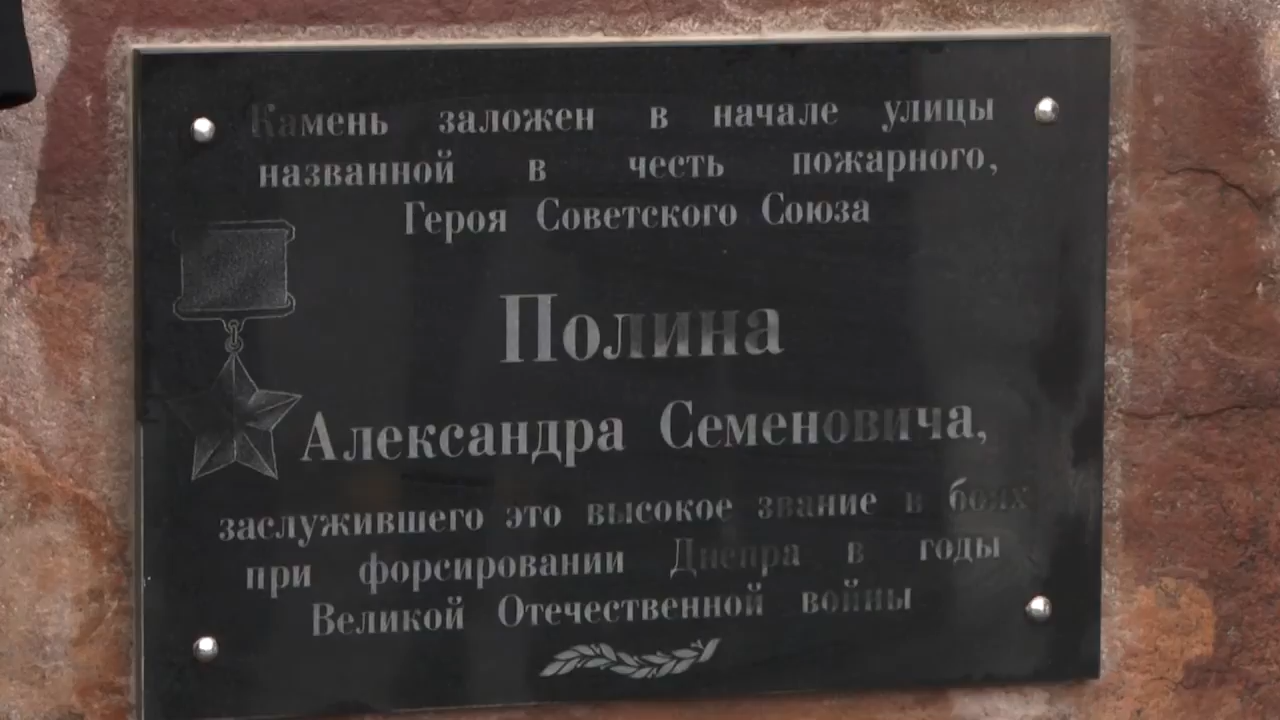 Камень заложен в начале улицы
названной в честь пожарного,
Героя Советского Союза
Полина
Александра Семеновича,
заслужившего это высокое звание в боях
при форсировании Днепра в годы
Великой Отечественной войны